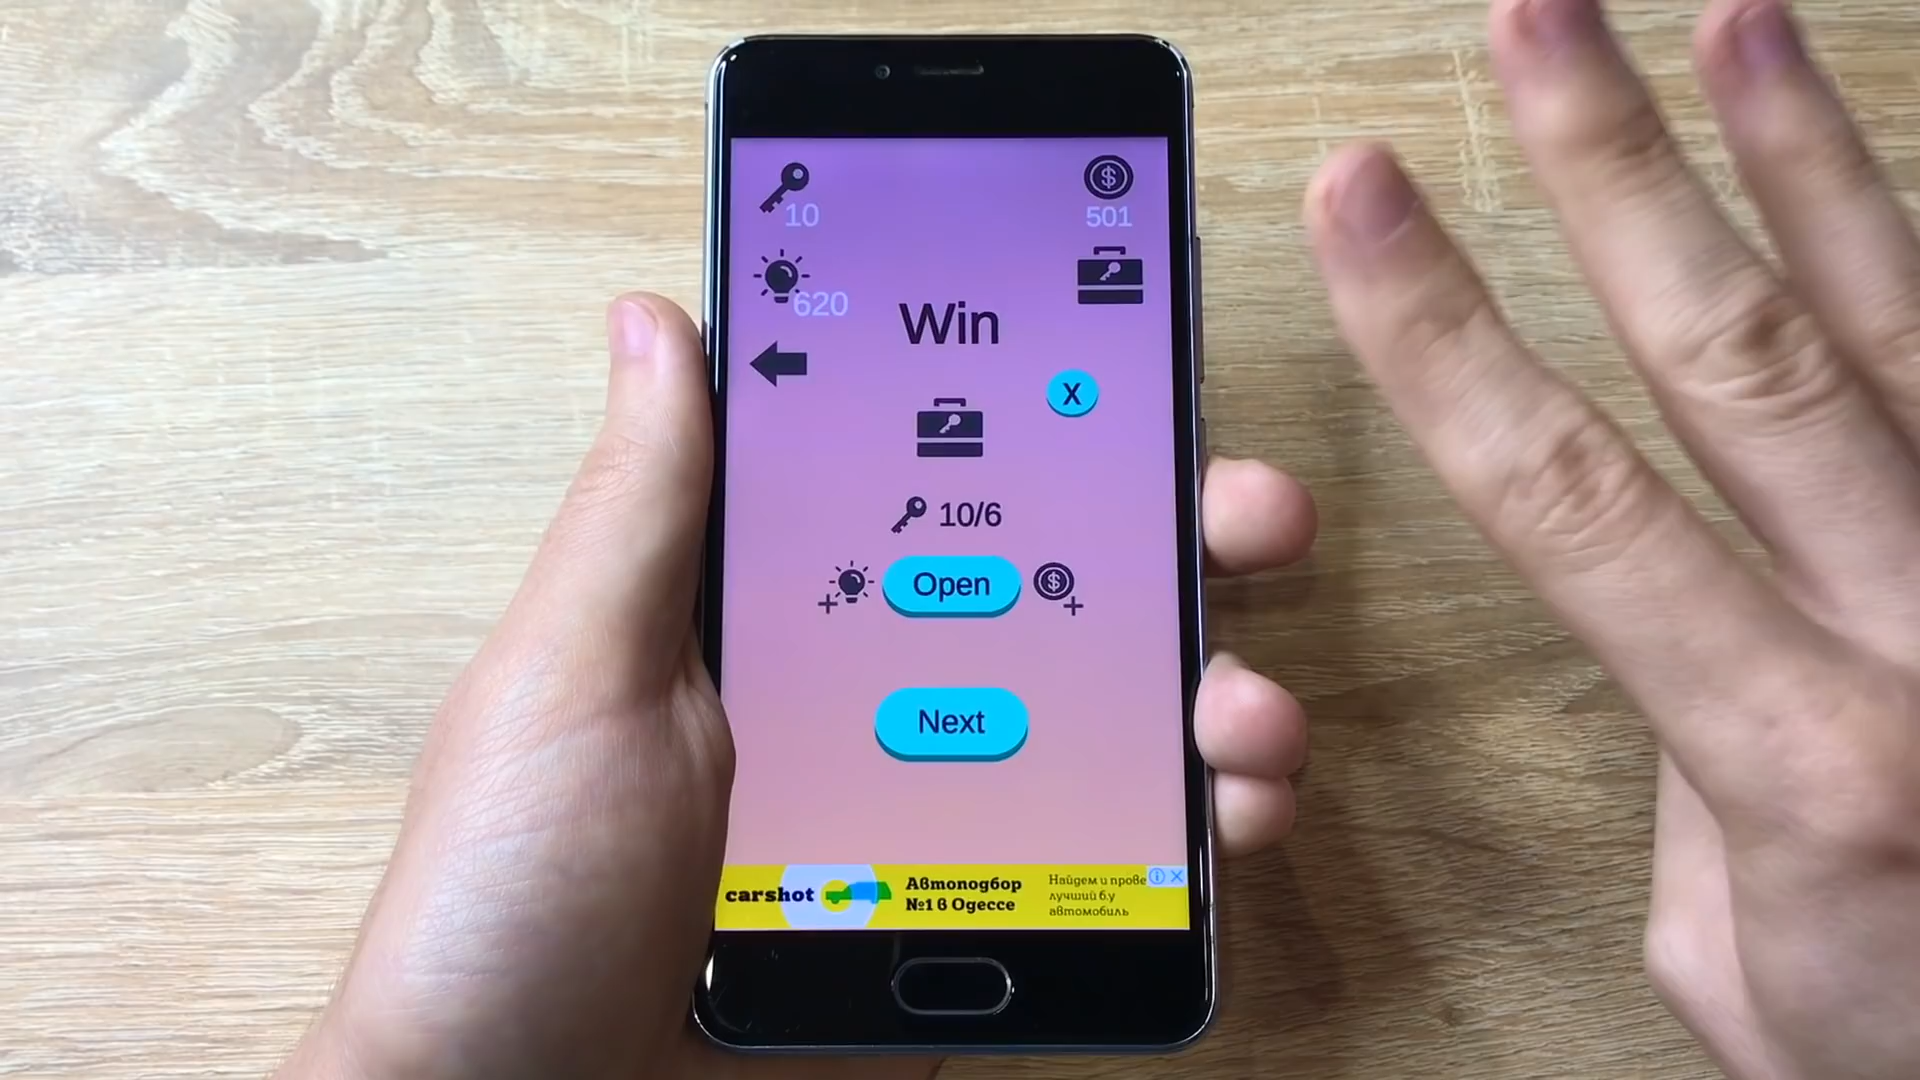 10
501
620
Win
X
10/6
Open
Next
carshot
Автоподбор
№1 в Одессе
Найдем и прове
лучший б.у
автомобиль